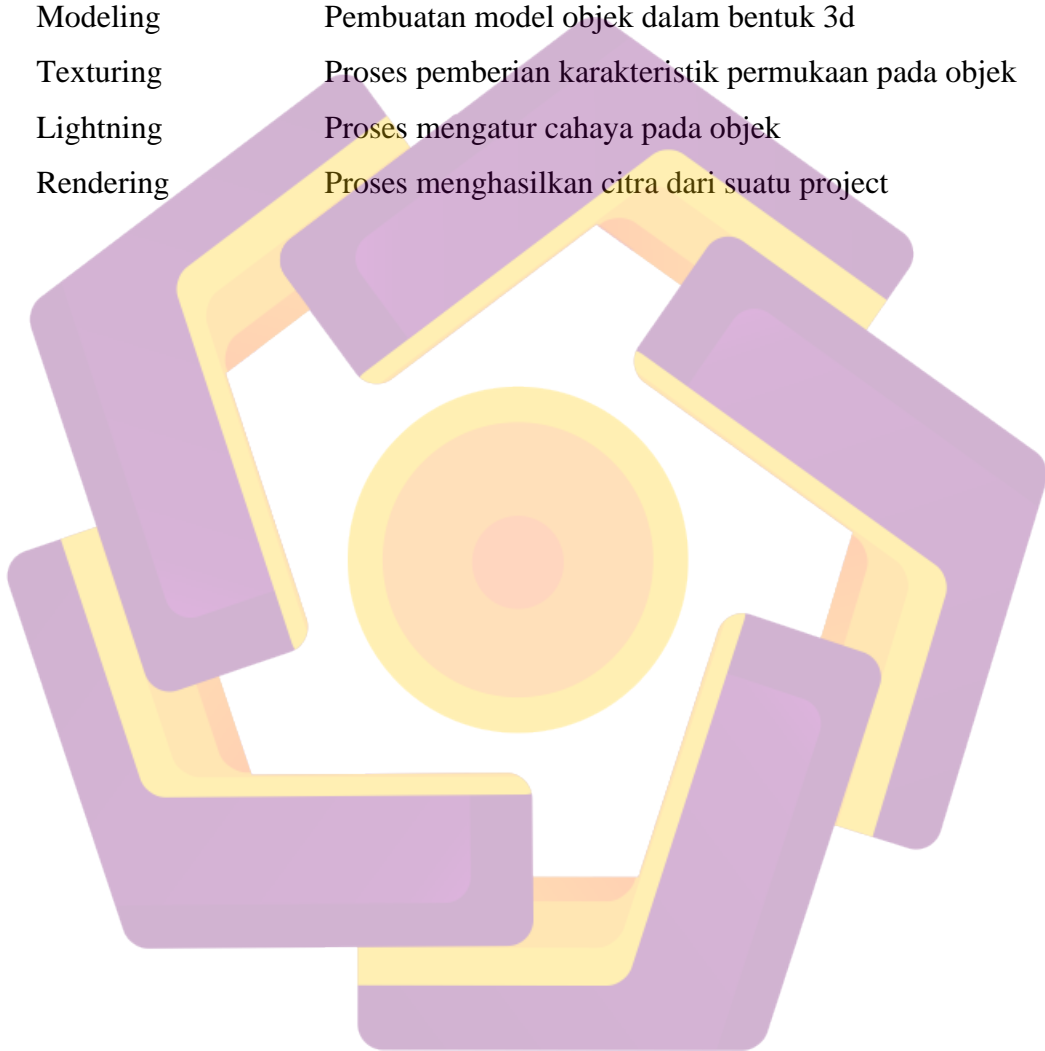 Modeling Pembuatan model objek dalam bentuk 3d
Texturing Proses pemberian karakteristik permukaan pada objek
Lightning Proses mengatur cahaya pada objek
Rendering Proses menghasilkan citra dari suatu project